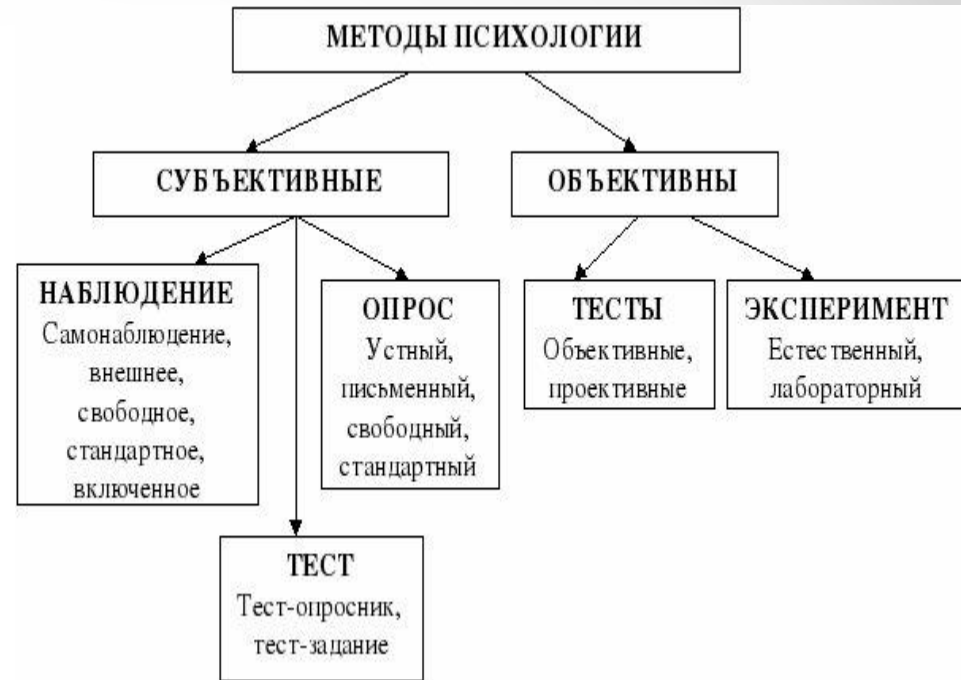 МЕТОДЫ ПСИХОЛОГИИ
СУБЪЕКТИВНЫЕ
ОБЪЕКТИВНЫ
НАБЛЮДЕНИЕ
Самонаблюдение,
внешнее,
свободное,
стандартное,
включенное
ОПРОС
Устный,
письменный,
свободный,
стандартный
ТЕСТЫ
Объективные,
проективные
ЭКСПЕРИМЕНТ
Естественный,
лабораторный
ТЕСТ
Тест-опросник,
тест-задание